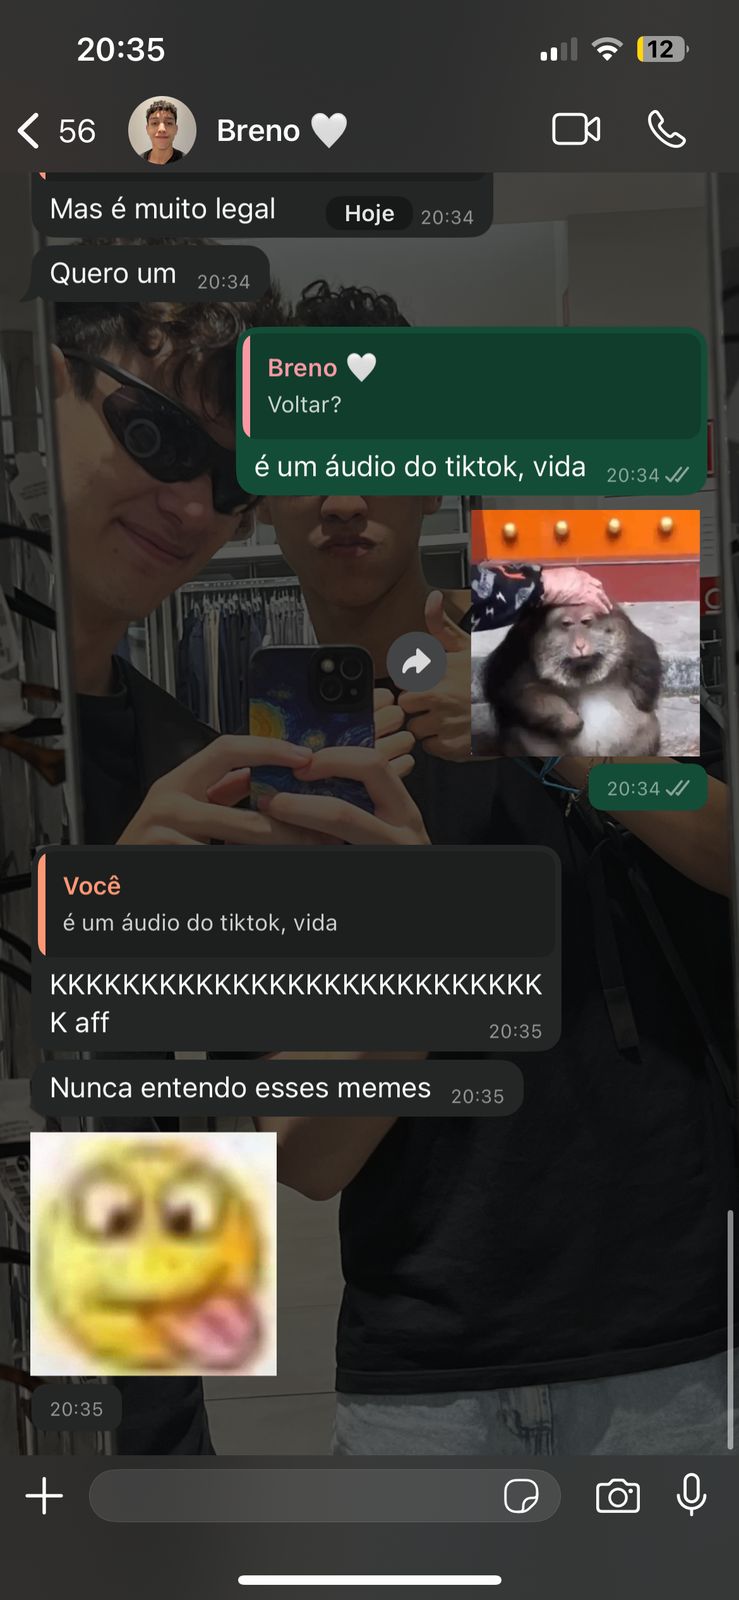 20:35
12
56
Breno 🤍
Mas é muito legal
20:34
Hoje
Quero um 20:34
Breno 🤍
Voltar?
é um áudio do tiktok, vida 20:34
20:34
Você
é um áudio do tiktok, vida
KKKKKKKKKKKKKKKKKKKKKKKKKKK
K aff 20:35
Nunca entendo esses memes 20:35
20:35